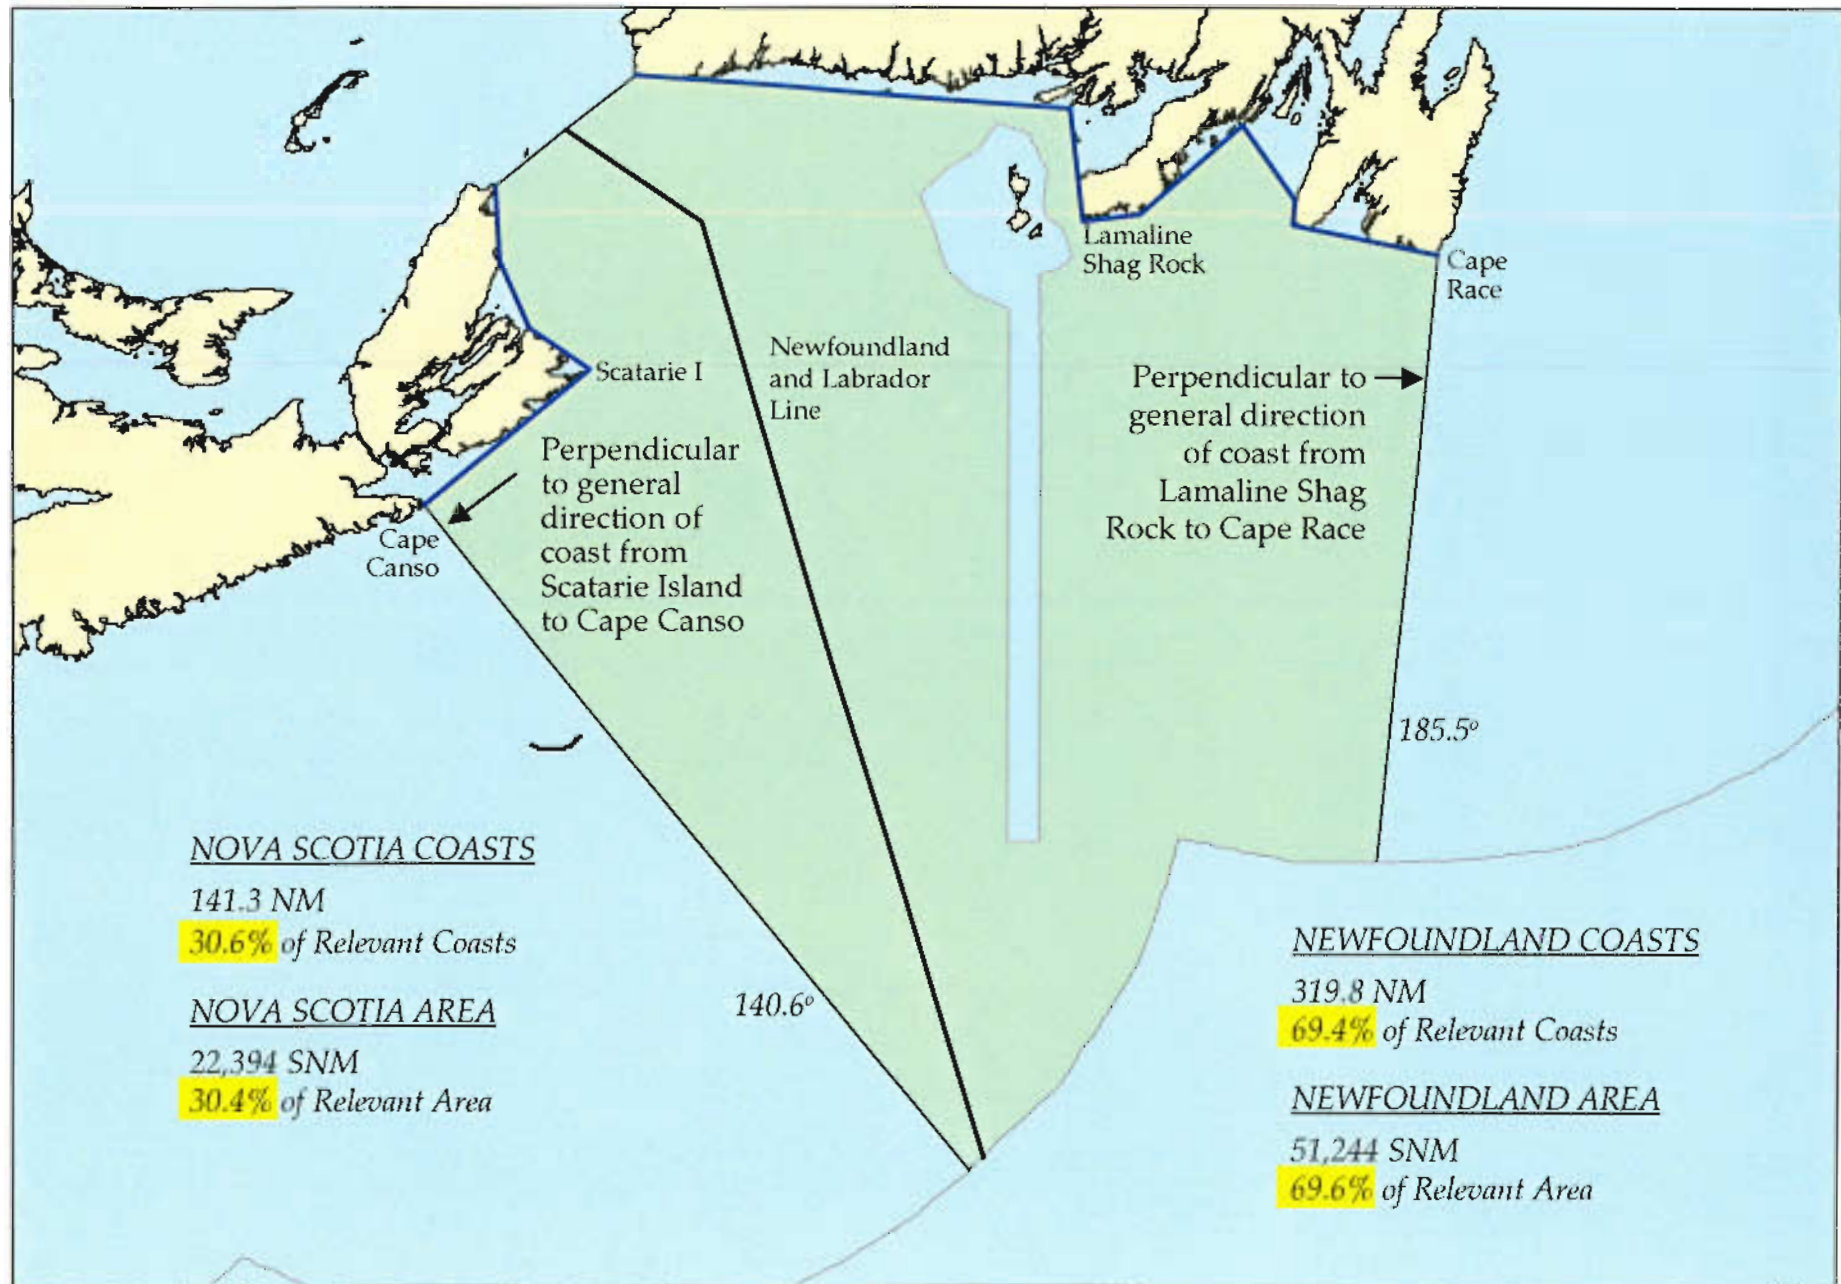 Lamaline
Shag Rock
Cape
Race
Newfoundland
and Labrador
Line
Scatarie I
Perpendicular to
general direction
of coast from
Lamaline Shag
Rock to Cape Race
Perpendicular
to general
direction of
coast from
Scatarie Island
to Cape Canso
Cape
Canso
185.5º
140.6º
NOVA SCOTIA COASTS
141.3 NM
30.6% of Relevant Coasts
NOVA SCOTIA AREA
22,394 SNM
30.4% of Relevant Area
NEWFOUNDLAND COASTS
319.8 NM
69.4% of Relevant Coasts
NEWFOUNDLAND AREA
51,244 SNM
69.6% of Relevant Area